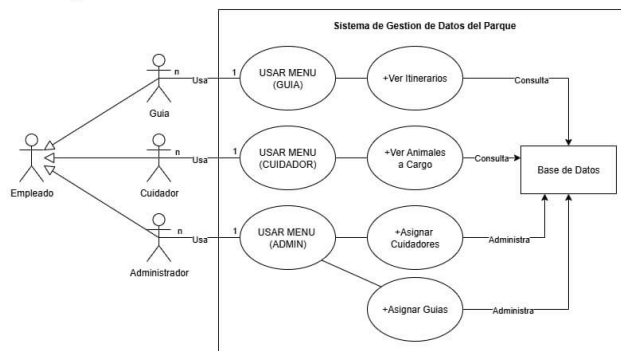 Sistema de Gestion de Datos del Parque
n
Usa
1
USAR MENU
(GUIA)
+Ver Itinerarios
Consulta
Guia
n
Usa
1
USAR MENU
(CUIDADOR)
+Ver Animales
a Cargo
Consulta
Base de Datos
Empleado
Cuidador
n
Usa
1
USAR MENU
(ADMIN)
+Asignar
Cuidadores
Administra
Administrador
+Asignar Guias
Administra